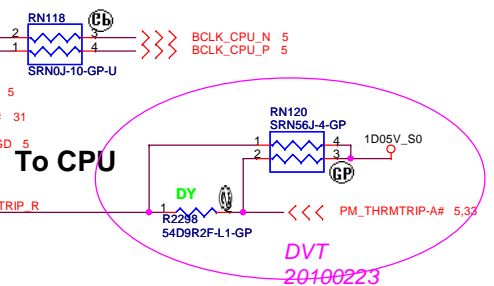 RN118
2 3 BCLK_CPU_N 5
1 4 BCLK_CPU_P 5
SRN0J-10-GP-U
5
# 31
GD 5
To CPU
RN120
SRN56J-4-GP
1 4 1D05V_S0
2 3
GP
DY
TRIP_R 1 PM_THRMTRIP-A# 5,33
R2298
54D9R2F-L1-GP
DVT
20100223